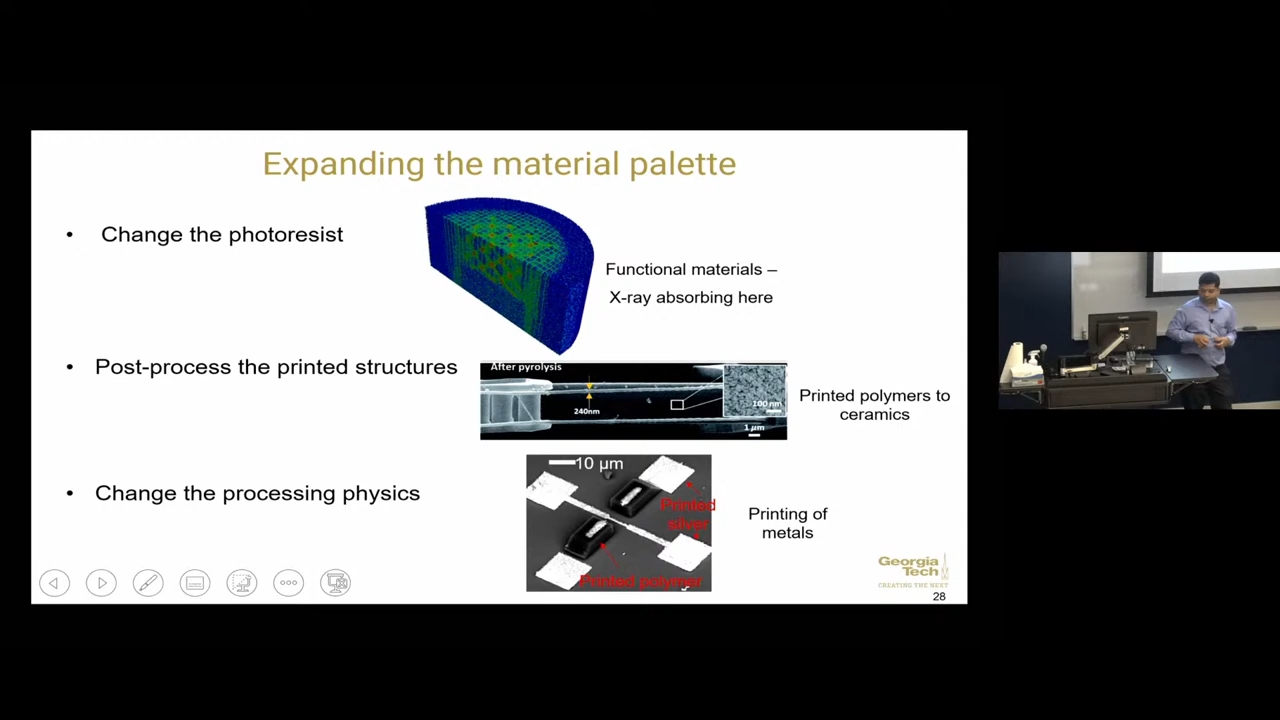 Expanding the material palette
• Change the photoresist
Functional materials –
X-ray absorbing here
• Post-process the printed structures
After pyrolysis
240nm
100 nm
1 µm
Printed polymers to
ceramics
• Change the processing physics
10 µm
Printed
silver
Printed polymer
Printing of
metals
Georgia
Tech
CREATING THE NEXT
28